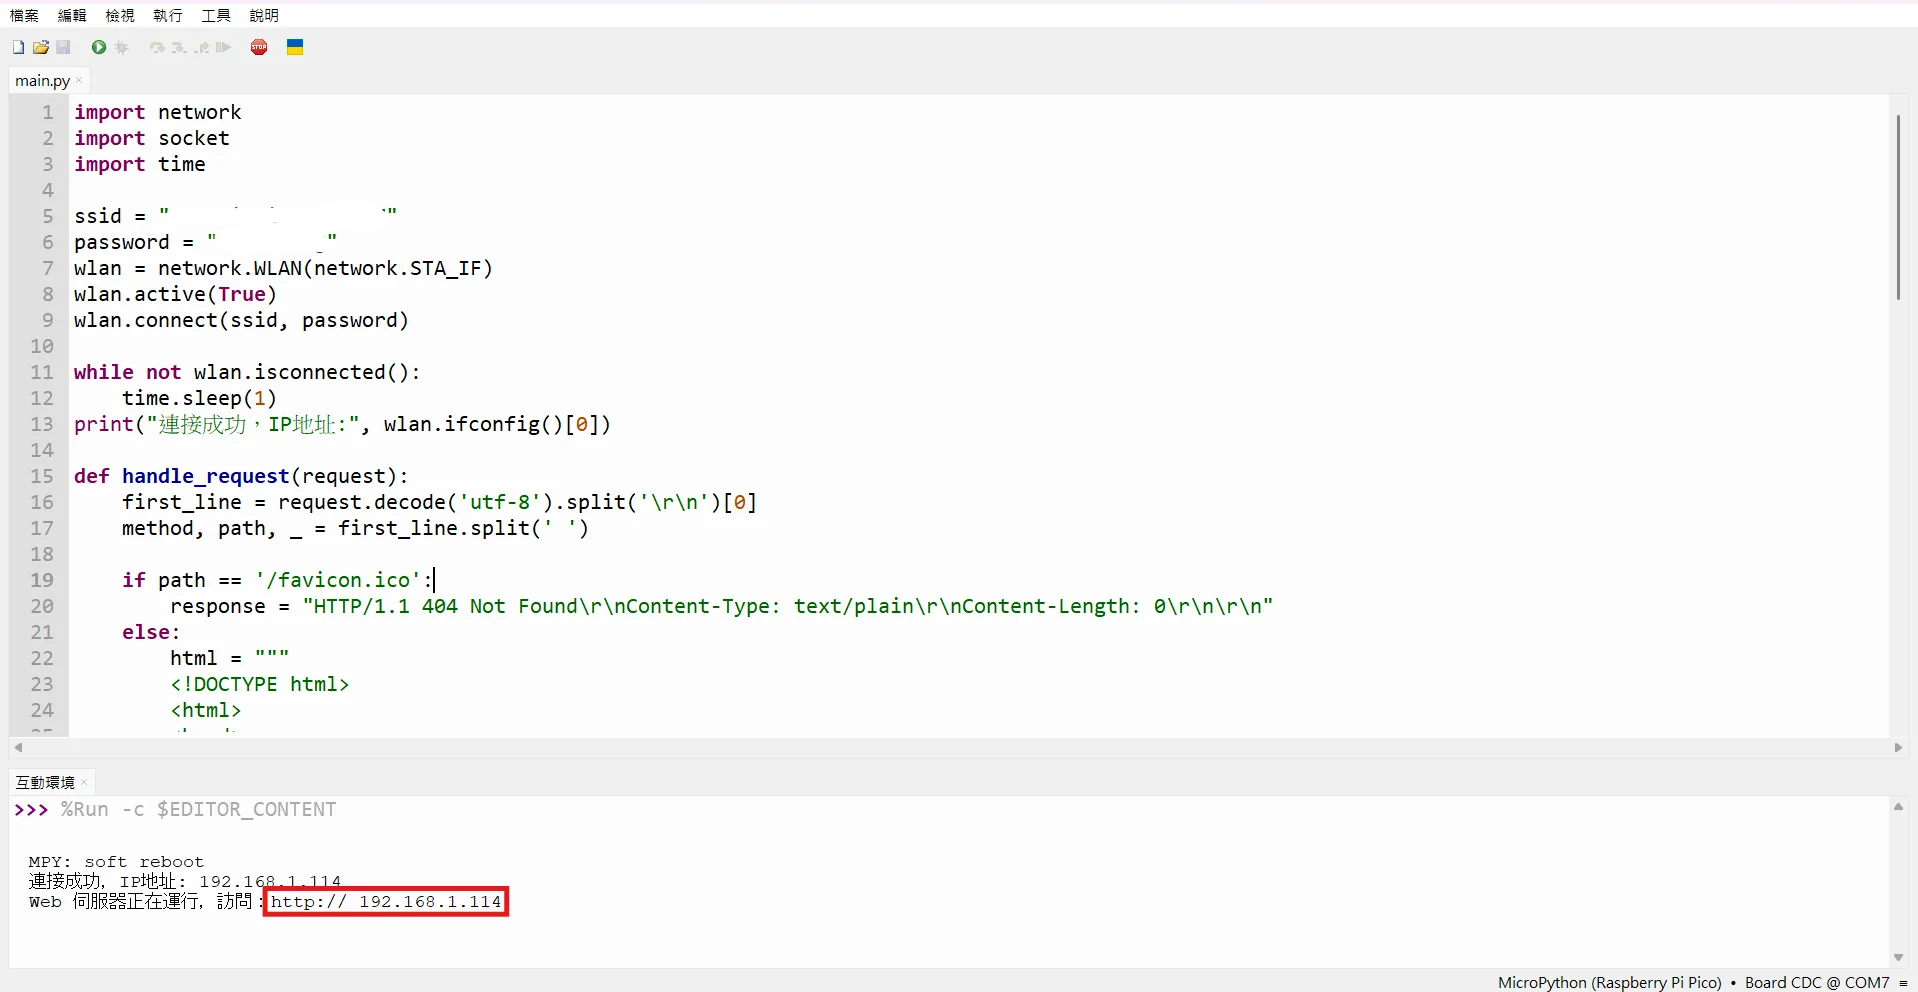 檔案 編輯 檢視 執行 工具 說明
STOP
main.py ×
1 import network
2 import socket
3 import time
4
5 ssid = " "
6 password = " "
7 wlan = network.WLAN(network.STA_IF)
8 wlan.active(True)
9 wlan.connect(ssid, password)
10
11 while not wlan.isconnected():
12     time.sleep(1)
13 print("連接成功，IP地址:", wlan.ifconfig()[0])
14
15 def handle_request(request):
16     first_line = request.decode('utf-8').split('\r\n')[0]
17     method, path, _ = first_line.split(' ')
18
19     if path == '/favicon.ico':
20         response = "HTTP/1.1 404 Not Found\r\nContent-Type: text/plain\r\nContent-Length: 0\r\n\r\n"
21     else:
22         html = """
23         <!DOCTYPE html>
24         <html>
互動環境 ×
>>> %Run -c $EDITOR_CONTENT
MPY: soft reboot
連接成功，IP地址: 192.168.1.114
Web 伺服器正在運行，訪問：http:// 192.168.1.114
MicroPython (Raspberry Pi Pico) • Board CDC @ COM7 ≡